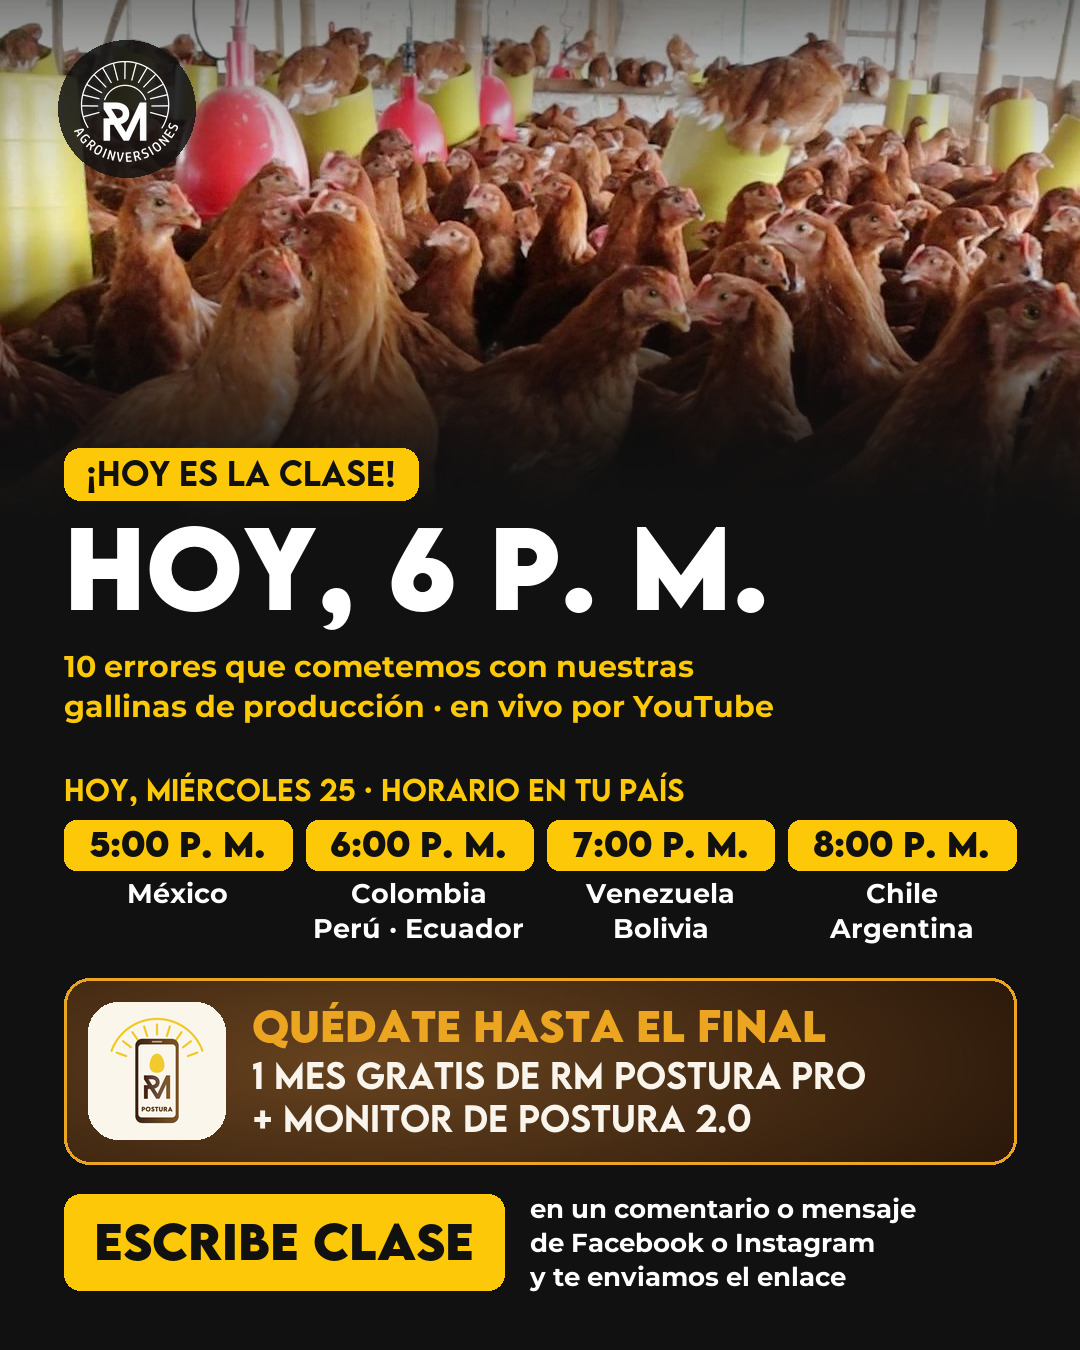 RM
AGROINVERSIONES
¡HOY ES LA CLASE!
HOY, 6 P. M.
10 errores que cometemos con nuestras
gallinas de producción · en vivo por YouTube
HOY, MIÉRCOLES 25 · HORARIO EN TU PAÍS
5:00 P. M.
México
6:00 P. M.
Colombia
Perú · Ecuador
7:00 P. M.
Venezuela
Bolivia
8:00 P. M.
Chile
Argentina
RM
POSTURA
QUÉDATE HASTA EL FINAL
1 MES GRATIS DE RM POSTURA PRO
+ MONITOR DE POSTURA 2.0
ESCRIBE CLASE
en un comentario o mensaje
de Facebook o Instagram
y te enviamos el enlace